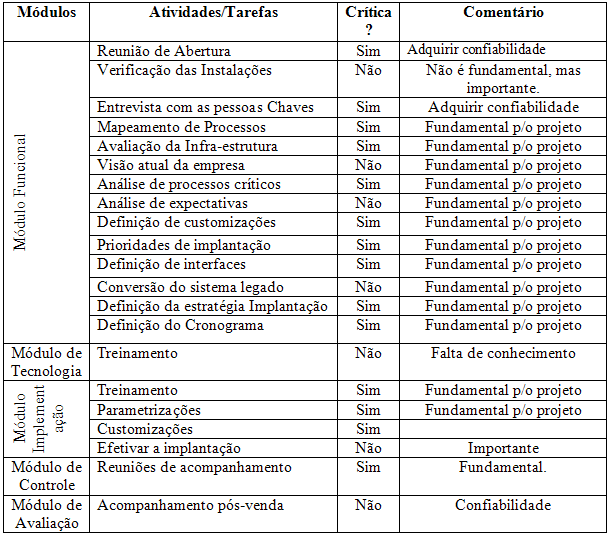 Módulos Atividades/Tarefas Crítica Comentário
?
Módulo Funcional
Reunião de Abertura Sim Adquirir confiabilidade
Verificação das Instalações Não Não é fundamental, mas
importante.
Entrevista com as pessoas Chaves Sim Adquirir confiabilidade
Mapeamento de Processos Sim Fundamental p/o projeto
Avaliação da Infra-estrutura Sim Fundamental p/o projeto
Visão atual da empresa Não Fundamental p/o projeto
Análise de processos críticos Sim Fundamental p/o projeto
Análise de expectativas Não Fundamental p/o projeto
Definição de customizações Sim Fundamental p/o projeto
Prioridades de implantação Sim Fundamental p/o projeto
Definição de interfaces Sim Fundamental p/o projeto
Conversão do sistema legado Não Fundamental p/o projeto
Definição da estratégia Implantação Sim Fundamental p/o projeto
Definição do Cronograma Sim Fundamental p/o projeto
Módulo de Treinamento Não Falta de conhecimento
Tecnologia
Módulo
Implement
ação
Treinamento Sim Fundamental p/o projeto
Parametrizações Sim Fundamental p/o projeto
Customizações Sim
Efetivar a implantação Não Importante
Módulo de Reuniões de acompanhamento Sim Fundamental.
Controle
Módulo de Acompanhamento pós-venda Não Confiabilidade
Avaliação